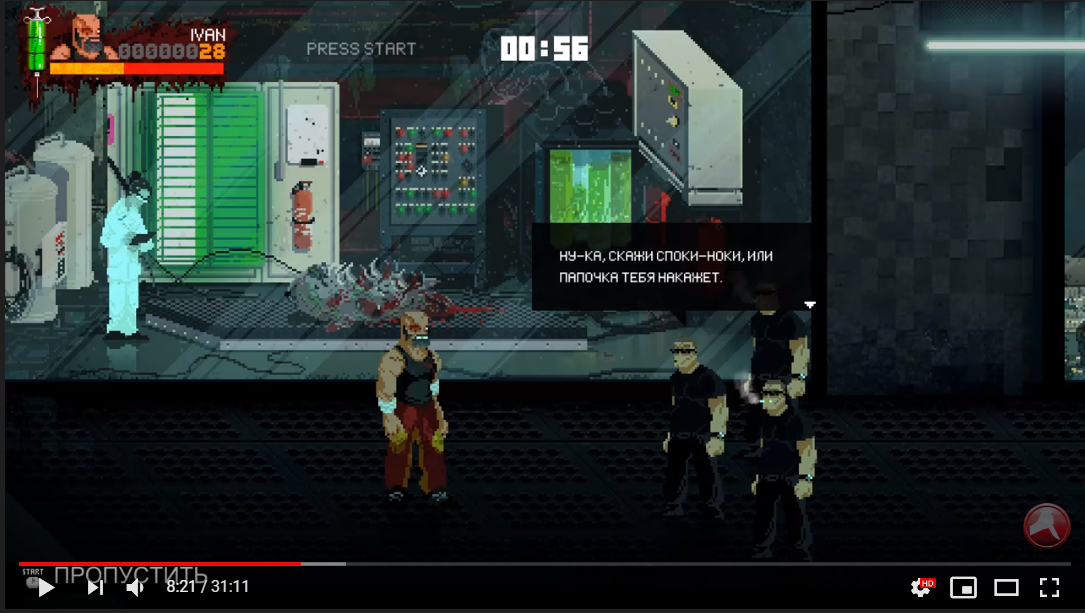 IVAN
00000028
PRESS START
00:56
НУ-КА, СКАЖИ СПОКИ-НОКИ, ИЛИ
ПАПОЧКА ТЕБЯ НАКАЖЕТ.
START
ПРОПУСТИТЬ
8:21 / 31:11
HD